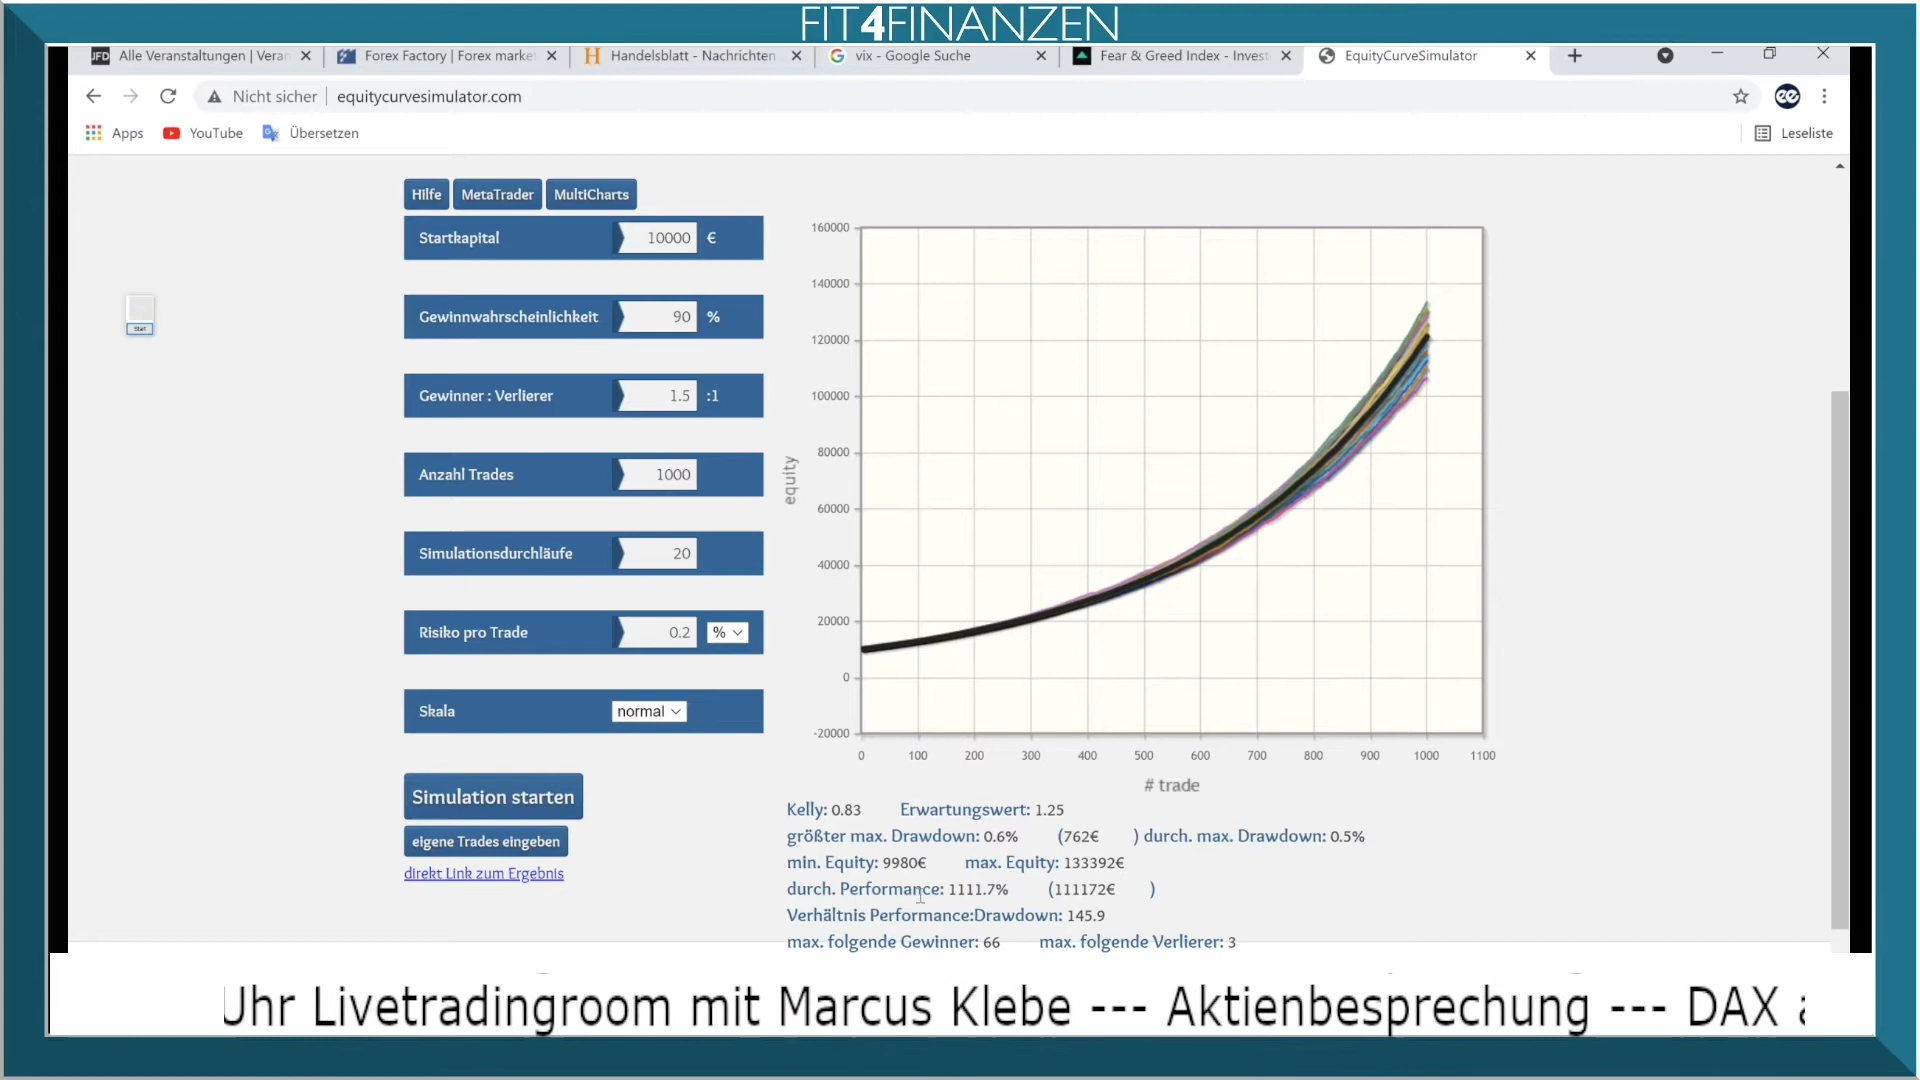 FIT4FINANZEN
JFD Alle Veranstaltungen | Veran Forex Factory | Forex marke Handelsblatt - Nachrichten vix - Google Suche Fear & Greed Index - Invest EquityCurveSimulator
Nicht sicher equitycurvesimulator.com
Apps YouTube Übersetzen Leseliste
Hilfe MetaTrader MultiCharts
Startkapital 10000 €
Gewinnwahrscheinlichkeit 90 %
Gewinner : Verlierer 1.5 :1
Anzahl Trades 1000
Simulationsdurchläufe 20
Risiko pro Trade 0.2 %
Skala normal
Simulation starten
eigene Trades eingeben
direkt Link zum Ergebnis
Start
160000
140000
120000
100000
80000
60000
40000
20000
0
-20000
equity
0 100 200 300 400 500 600 700 800 900 1000 1100
# trade
Kelly: 0.83 Erwartungswert: 1.25
größter max. Drawdown: 0.6% (762€ ) durch. max. Drawdown: 0.5%
min. Equity: 9980€ max. Equity: 133392€
durch. Performance: 1111.7% (111172€ )
Verhältnis Performance:Drawdown: 145.9
max. folgende Gewinner: 66 max. folgende Verlierer: 3
Uhr Livetradingroom mit Marcus Klebe --- Aktienbesprechung --- DAX